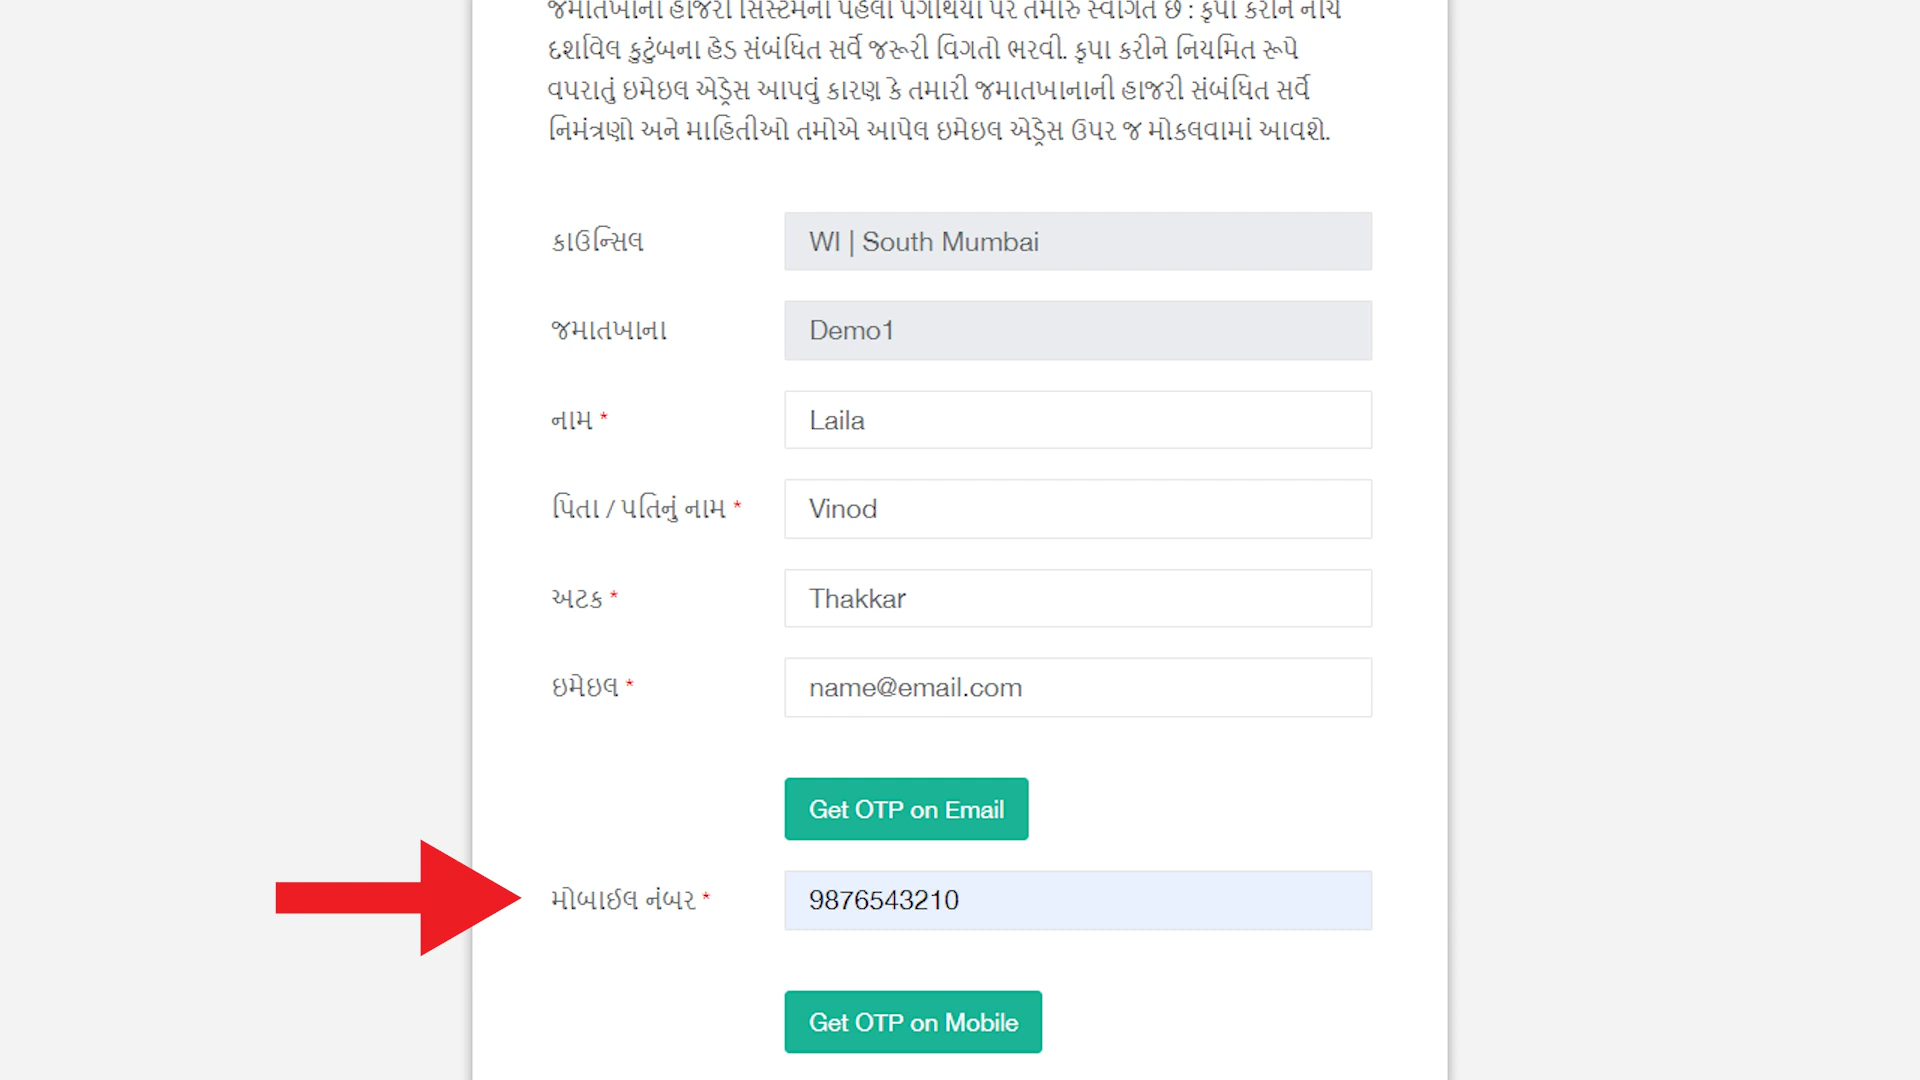 જમાતખાના હાજરી સિસ્ટમના પહેલા પગથિયા પર તમારું સ્વાગત છે : કૃપા કરીને નીચે
દર્શાવેલ કુટુંબના હેડ સંબંધિત સર્વે જરૂરી વિગતો ભરવી. કૃપા કરીને નિયમિત રૂપે
વપરાતું ઇમેઇલ એડ્રેસ આપવું કારણ કે તમારી જમાતખાનાની હાજરી સંબંધિત સર્વે
નિમંત્રણો અને માહિતીઓ તમોએ આપેલ ઇમેઇલ એડ્રેસ ઉપર જ મોકલવામાં આવશે.
કાઉન્સિલ WI | South Mumbai
જમાતખાના Demo1
નામ * Laila
પિતા / પતિનું નામ * Vinod
અટક * Thakkar
ઇમેઇલ * name@email.com
Get OTP on Email
મોબાઈલ નંબર * 9876543210
Get OTP on Mobile